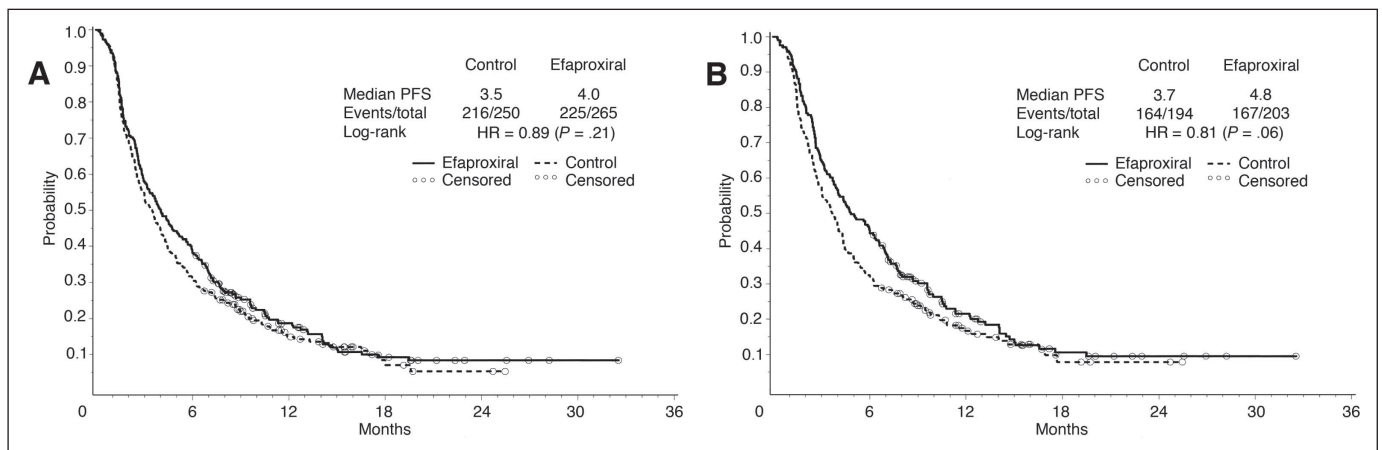 A
Control Efaproxiral
Median PFS 3.5 4.0
Events/total 216/250 225/265
Log-rank HR = 0.89 (P = .21)
Efaproxiral Control
Censored Censored
Probability
1.0
0.9
0.8
0.7
0.6
0.5
0.4
0.3
0.2
0.1
0 6 12 18 24 30 36
Months
B
Control Efaproxiral
Median PFS 3.7 4.8
Events/total 164/194 167/203
Log-rank HR = 0.81 (P = .06)
Efaproxiral Control
Censored Censored
Probability
1.0
0.9
0.8
0.7
0.6
0.5
0.4
0.3
0.2
0.1
0 6 12 18 24 30 36
Months